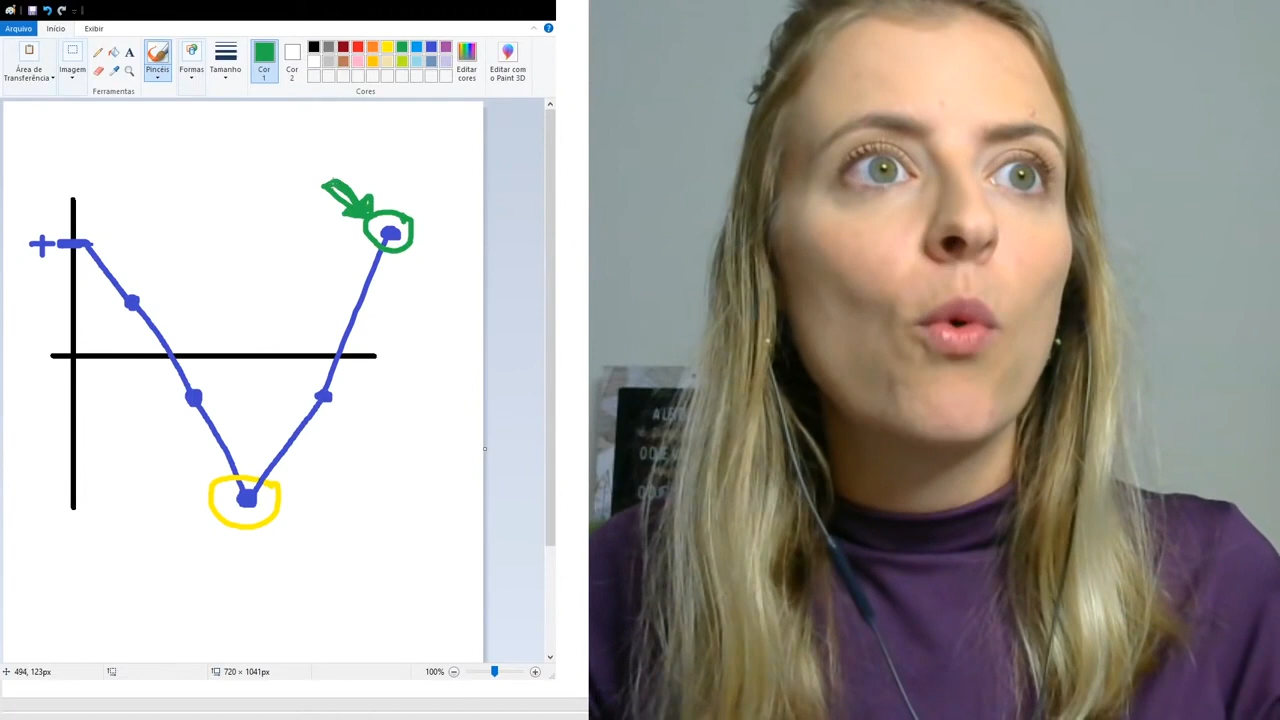 Arquivo Início Exibir
Área de Transferência
Imagem
A
Ferramentas
Pincéis
Formas
Tamanho
Cor 1
Cor 2
Editar cores
Cores
Editar com o Paint 3D
+
494, 123px
720 × 1041px
100%